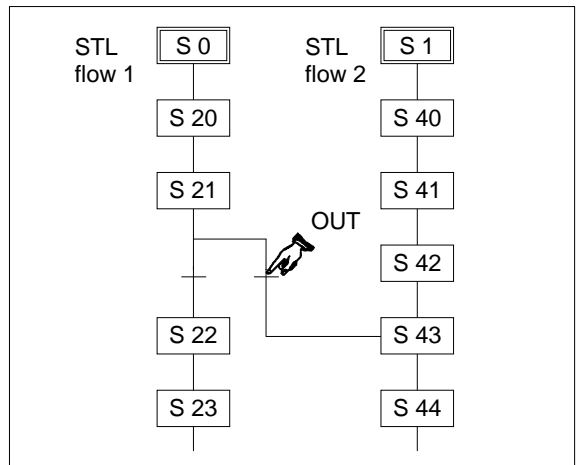 STL
flow 1
S 0
STL
flow 2
S 1
S 20
S 40
S 21
S 41
OUT
S 42
S 22
S 43
S 23
S 44